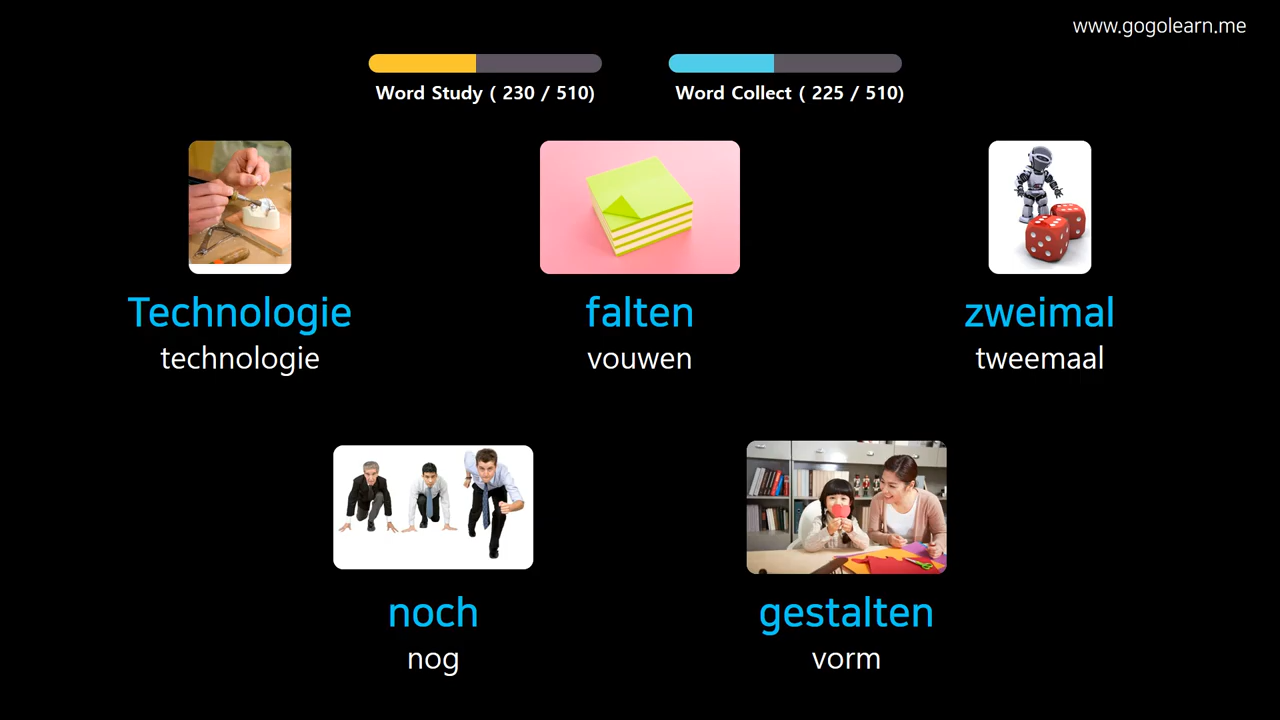 www.gogolearn.me
Word Study ( 230 / 510)
Word Collect ( 225 / 510)
Technologie
technologie
falten
vouwen
zweimal
tweemaal
noch
nog
gestalten
vorm